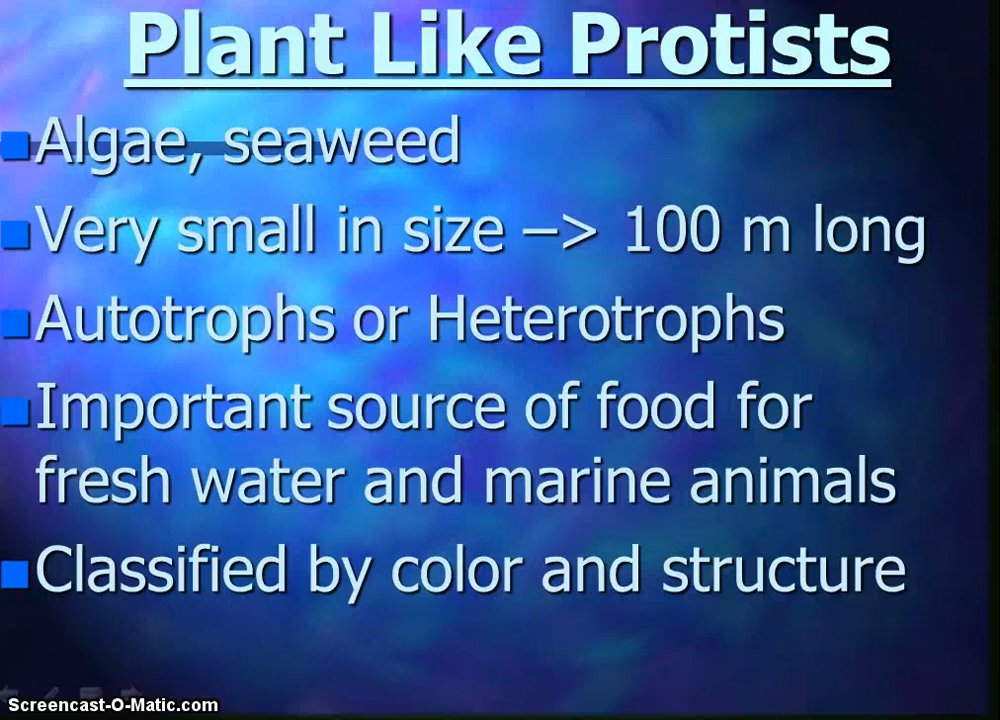 Plant Like Protists
Algae, seaweed
Very small in size –> 100 m long
Autotrophs or Heterotrophs
Important source of food for
fresh water and marine animals
Classified by color and structure
Screencast-O-Matic.com